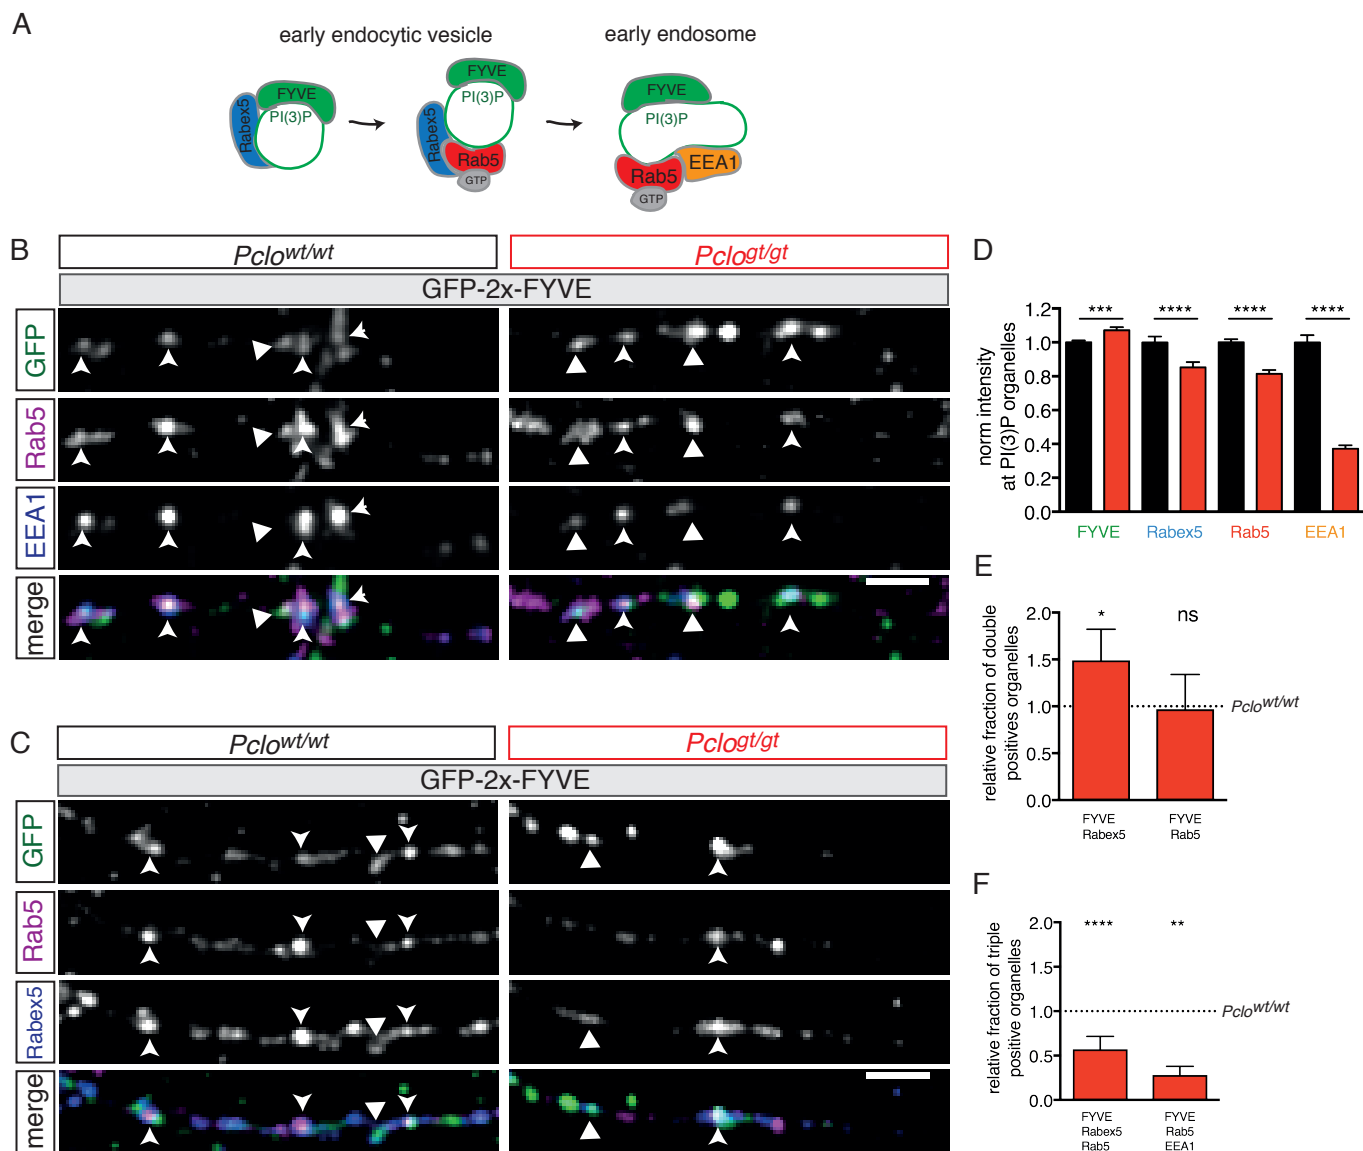 A
early endocytic vesicle
early endosome
Rabex5
FYVE
PI(3)P
FYVE
PI(3)P
Rabex5
Rab5
GTP
FYVE
PI(3)P
Rab5
EEA1
GTP
B
Pclowt/wt
Pclogt/gt
GFP-2x-FYVE
GFP
Rab5
EEA1
merge
C
Pclowt/wt
Pclogt/gt
GFP-2x-FYVE
GFP
Rab5
Rabex5
merge
D
norm intensity
at PI(3)P organelles
1.2
1.0
0.8
0.6
0.4
0.2
0.0
***
****
****
****
FYVE
Rabex5
Rab5
EEA1
E
relative fraction of double
positives organelles
2.0
1.5
1.0
0.5
0.0
*
ns
Pclowt/wt
FYVE
Rabex5
FYVE
Rab5
F
relative fraction of triple
positive organelles
2.0
1.5
1.0
0.5
0.0
****
**
Pclowt/wt
FYVE
Rabex5
Rab5
FYVE
Rab5
EEA1